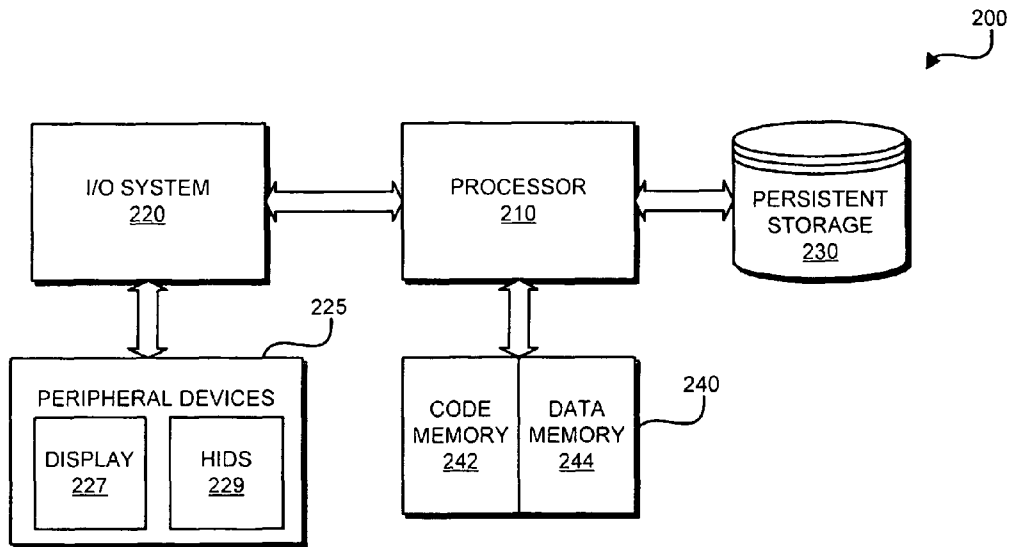 200
I/O SYSTEM
220
PROCESSOR
210
PERSISTENT
STORAGE
230
225
PERIPHERAL DEVICES
DISPLAY
227
HIDS
229
240
CODE
MEMORY
242
DATA
MEMORY
244